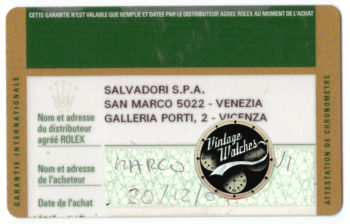 CETTE GARANTIE N'EST VALABLE QUE REMPLIE ET DATEE PAR LE DISTRIBUTEUR AGREE ROLEX AU MOMENT DE L'ACHAT
GARANTIE INTERNATIONALE
SALVADORI S.P.A.
SAN MARCO 5022 - VENEZIA
GALLERIA PORTI, 2 - VICENZA
Nom et adresse
du distributeur
agréé ROLEX
Vintage
Watches
Nom et adresse
de l'acheteur
MARCO
Date de l'achat
20/12/
ATTESTATION DE CHRONOMETRE